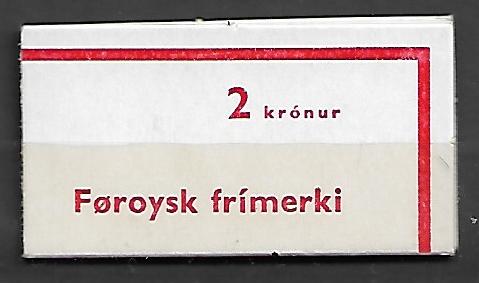 2 krónur
Føroysk frímerki